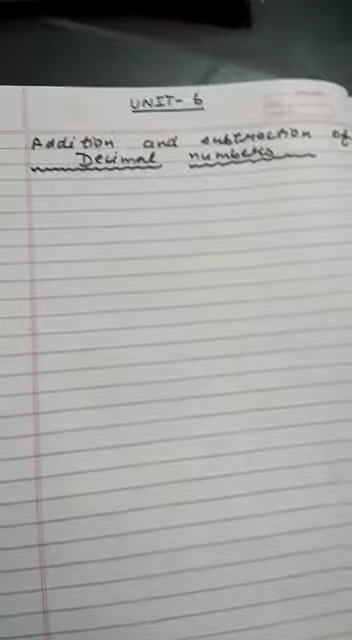 UNIT- 6
Addition and subtraction of
Decimal numbers